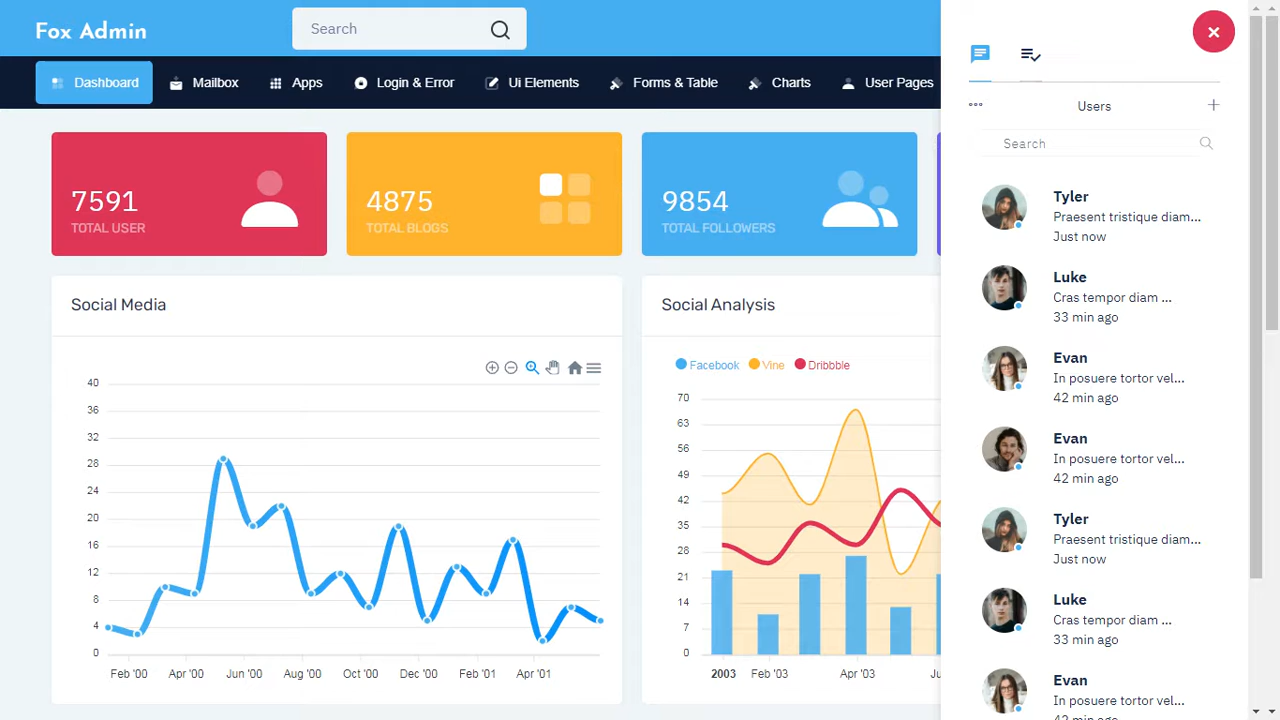 Fox Admin
Search
Dashboard
Mailbox
Apps
Login & Error
Ui Elements
Forms & Table
Charts
User Pages
7591
TOTAL USER
4875
TOTAL BLOGS
9854
TOTAL FOLLOWERS
Social Media
40
36
32
28
24
20
16
12
8
4
0
Feb '00
Apr '00
Jun '00
Aug '00
Oct '00
Dec '00
Feb '01
Apr '01
Social Analysis
Facebook
Vine
Dribbble
70
63
56
49
42
35
28
21
14
7
0
2003
Feb '03
Apr '03
Users
Search
Tyler
Praesent tristique diam...
Just now
Luke
Cras tempor diam ...
33 min ago
Evan
In posuere tortor vel...
42 min ago
Evan
In posuere tortor vel...
42 min ago
Tyler
Praesent tristique diam...
Just now
Luke
Cras tempor diam ...
33 min ago
Evan
In posuere tortor vel...
42 min ago